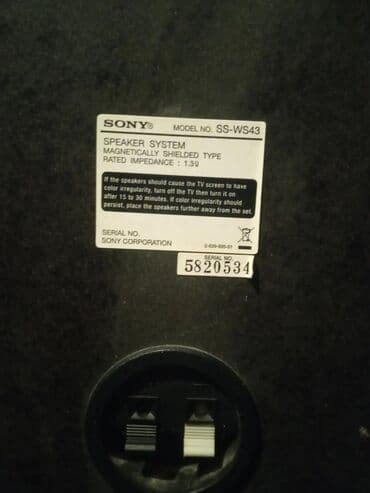 SONY®
MODEL NO. SS-WS43
SPEAKER SYSTEM
MAGNETICALLY SHIELDED TYPE
RATED IMPEDANCE : 1.3Ω
If the speakers should cause the TV screen to have
color irregularity, turn off the TV then turn it on
after 15 to 30 minutes. If color irregularity should
persist, place the speakers further away from the set.
SERIAL NO.
SONY CORPORATION
SERIAL NO.
5820534